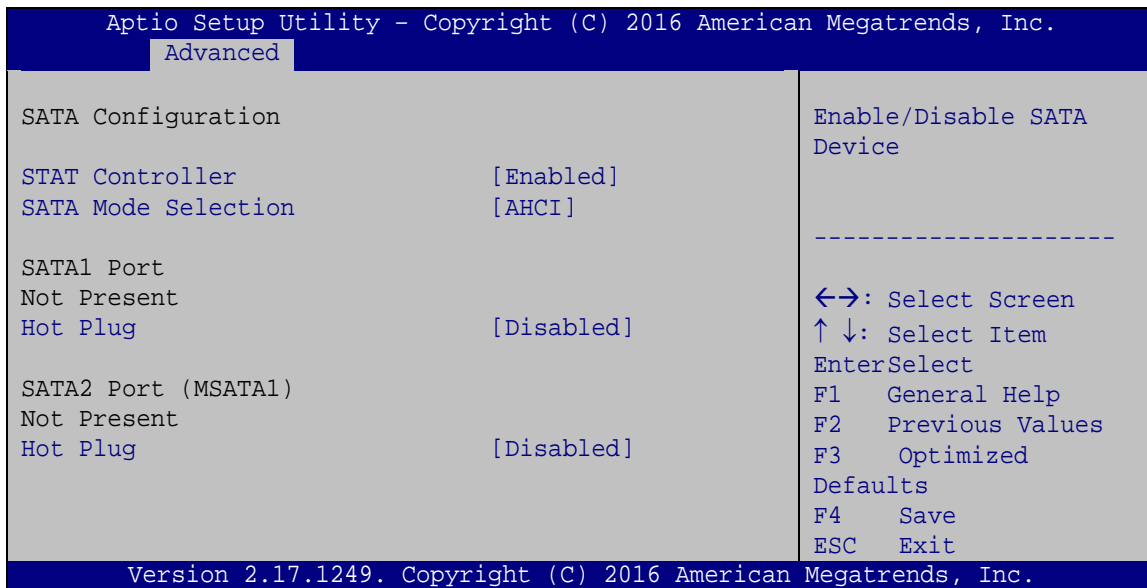 Aptio Setup Utility – Copyright (C) 2016 American Megatrends, Inc.
Advanced
SATA Configuration
STAT Controller [Enabled]
SATA Mode Selection [AHCI]
SATA1 Port
Not Present
Hot Plug [Disabled]
SATA2 Port (MSATA1)
Not Present
Hot Plug [Disabled]
Enable/Disable SATA
Device
---------------------
←→: Select Screen
↑ ↓: Select Item
EnterSelect
F1 General Help
F2 Previous Values
F3 Optimized
Defaults
F4 Save
ESC Exit
Version 2.17.1249. Copyright (C) 2016 American Megatrends, Inc.